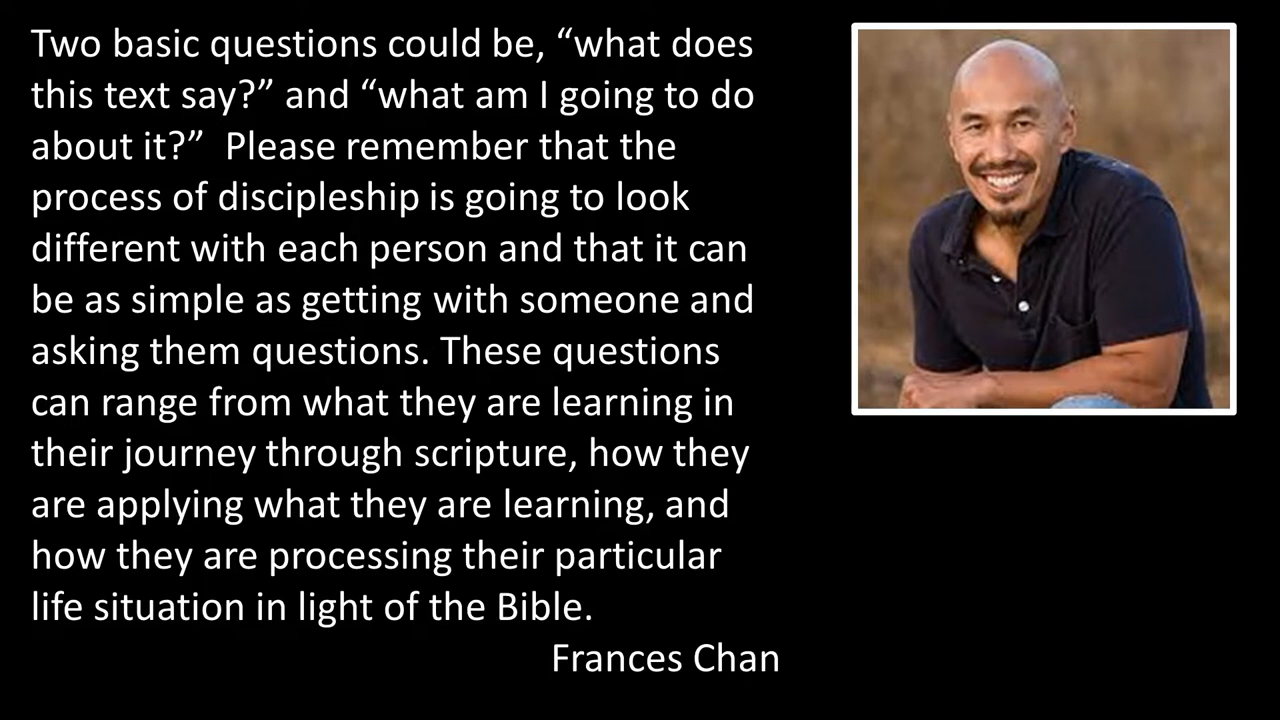 Two basic questions could be, “what does
this text say?” and “what am I going to do
about it?”  Please remember that the
process of discipleship is going to look
different with each person and that it can
be as simple as getting with someone and
asking them questions. These questions
can range from what they are learning in
their journey through scripture, how they
are applying what they are learning, and
how they are processing their particular
life situation in light of the Bible.
Frances Chan